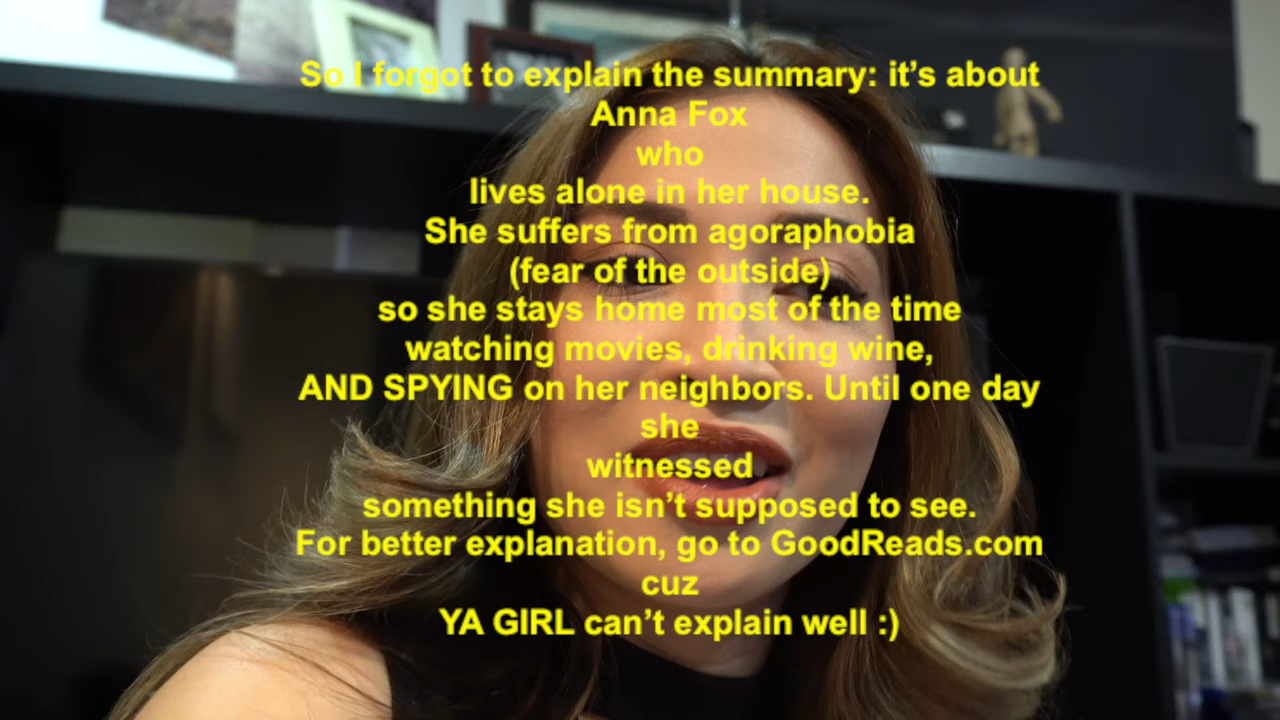 So I forgot to explain the summary: it’s about
Anna Fox
who
lives alone in her house.
She suffers from agoraphobia
(fear of the outside)
so she stays home most of the time
watching movies, drinking wine,
AND SPYING on her neighbors. Until one day
she
witnessed
something she isn’t supposed to see.
For better explanation, go to GoodReads.com
cuz
YA GIRL can’t explain well :)